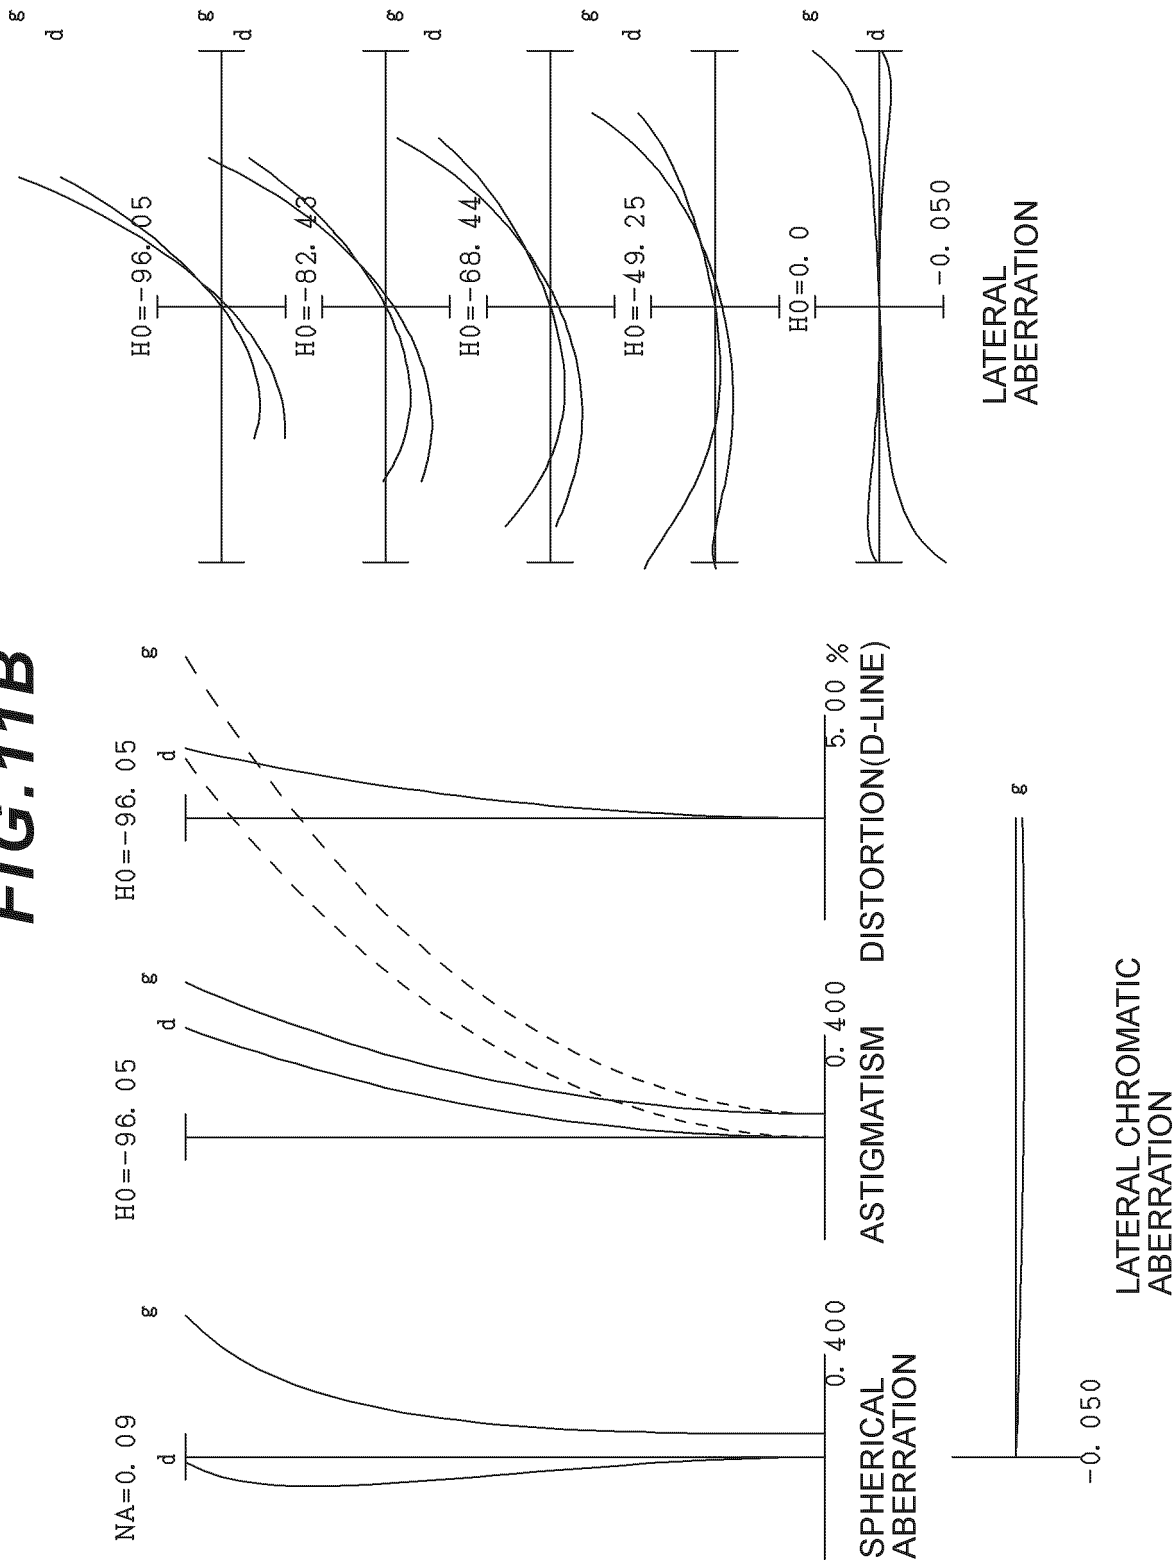 FIG.11B
NA=0.09
d
g
0.400
SPHERICAL
ABERRATION
H0=-96.05
d
g
0.400
ASTIGMATISM
H0=-96.05
d
g
5.00 %
DISTORTION(D-LINE)
-0.050
g
LATERAL CHROMATIC
ABERRATION
g
d
H0=-96.05
g
d
H0=-82.43
g
d
H0=-68.44
g
d
H0=-49.25
g
d
H0=0.0
-0.050
LATERAL
ABERRATION